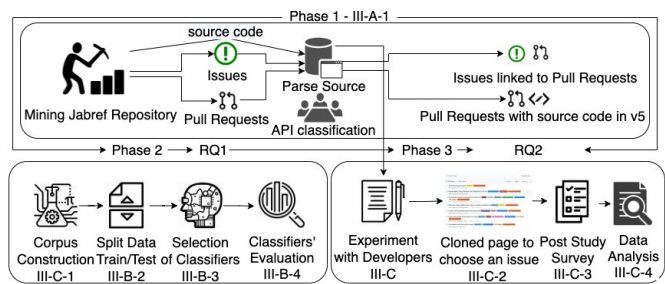 Phase 1 - III-A-1
source code
Issues
Parse Source
Issues linked to Pull Requests
Mining Jabref Repository
Pull Requests
API classification
Pull Requests with source code in v5
Phase 2
RQ1
Phase 3
RQ2
Corpus
Construction
III-C-1
Split Data
Train/Test
III-B-2
Selection
of Classifiers
III-B-3
Classifiers'
Evaluation
III-B-4
Experiment
with Developers
III-C
Cloned page to
choose an issue
III-C-2
Post Study
Survey
III-C-3
Data
Analysis
III-C-4